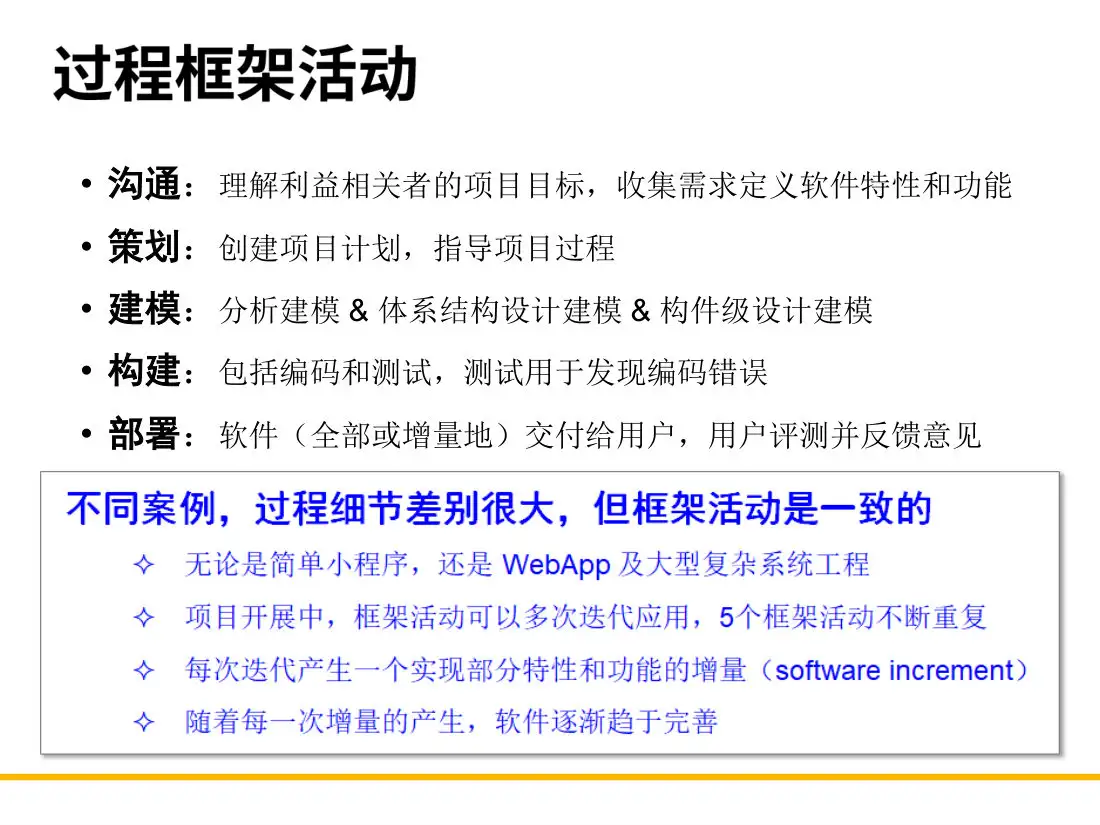 过程框架活动
• 沟通：理解利益相关者的项目目标，收集需求定义软件特性和功能
• 策划：创建项目计划，指导项目过程
• 建模：分析建模 & 体系结构设计建模 & 构件级设计建模
• 构建：包括编码和测试，测试用于发现编码错误
• 部署：软件（全部或增量地）交付给用户，用户评测并反馈意见
不同案例，过程细节差别很大，但框架活动是一致的
✧ 无论是简单小程序，还是 WebApp 及大型复杂系统工程
✧ 项目开展中，框架活动可以多次迭代应用，5个框架活动不断重复
✧ 每次迭代产生一个实现部分特性和功能的增量（software increment）
✧ 随着每一次增量的产生，软件逐渐趋于完善